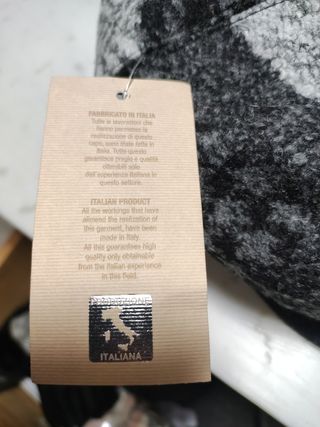 FABBRICATO IN ITALIA
Tutte le lavorazioni che
hanno permesso la
realizzazione di questo
capo, sono state fatte in
Italia. Tutto questo
garantisce pregio e qualità
ottenibili solo
dall'esperienza italiana in
questo settore.
ITALIAN PRODUCT
All the workings that have
allowed the realization of
this garment, have been
made in Italy.
All this guarantees high
quality only obtainable
from the italian experience
in this field.
PRODUZIONE
ITALIANA